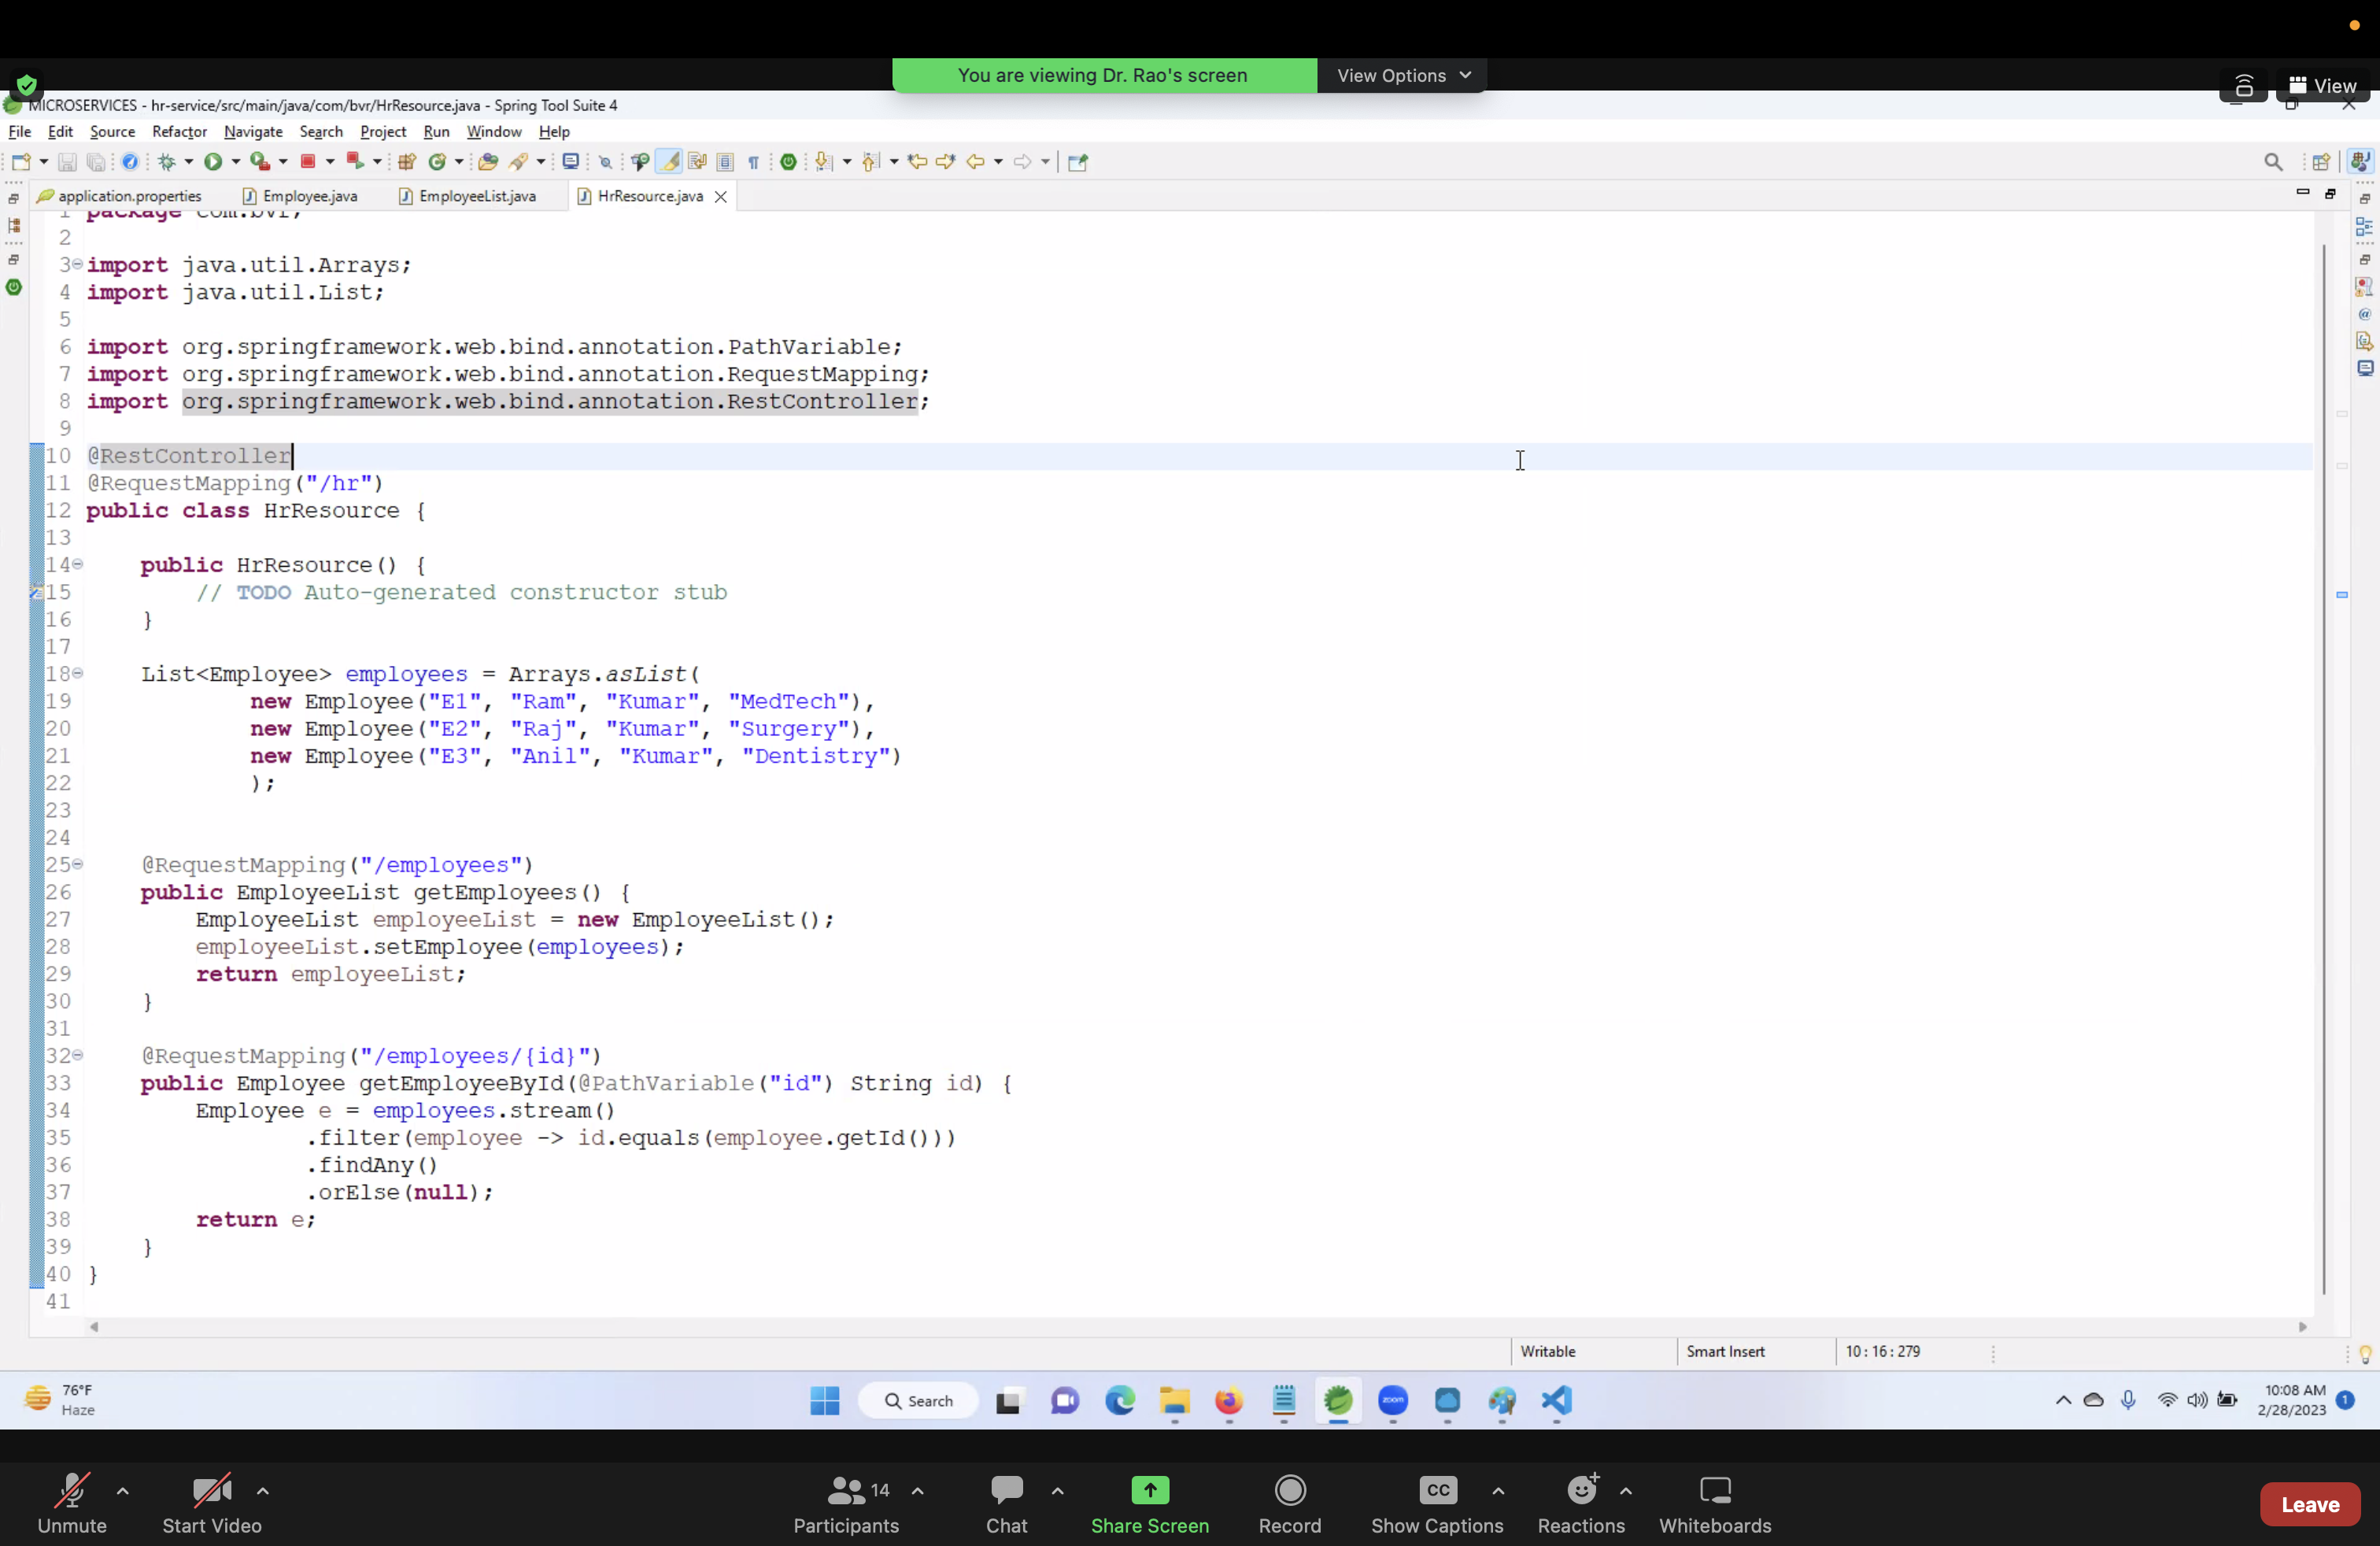 You are viewing Dr. Rao's screen
View Options
View
MICROSERVICES - hr-service/src/main/java/com/bvr/HrResource.java - Spring Tool Suite 4
File Edit Source Refactor Navigate Search Project Run Window Help
application.properties Employee.java EmployeeList.java HrResource.java
1 package com.bvr;
2
3 import java.util.Arrays;
4 import java.util.List;
5
6 import org.springframework.web.bind.annotation.PathVariable;
7 import org.springframework.web.bind.annotation.RequestMapping;
8 import org.springframework.web.bind.annotation.RestController;
9
10 @RestController
11 @RequestMapping("/hr")
12 public class HrResource {
13
14 public HrResource() {
15 // TODO Auto-generated constructor stub
16 }
17
18 List<Employee> employees = Arrays.asList(
19 new Employee("E1", "Ram", "Kumar", "MedTech"),
20 new Employee("E2", "Raj", "Kumar", "Surgery"),
21 new Employee("E3", "Anil", "Kumar", "Dentistry")
22 );
23
24
25 @RequestMapping("/employees")
26 public EmployeeList getEmployees() {
27 EmployeeList employeeList = new EmployeeList();
28 employeeList.setEmployee(employees);
29 return employeeList;
30 }
31
32 @RequestMapping("/employees/{id}")
33 public Employee getEmployeeById(@PathVariable("id") String id) {
34 Employee e = employees.stream()
35 .filter(employee -> id.equals(employee.getId()))
36 .findAny()
37 .orElse(null);
38 return e;
39 }
40 }
41
Writable Smart Insert 10 : 16 : 279
76°F
Haze
Search
zoom
10:08 AM
2/28/2023
1
Unmute Start Video
14
Participants Chat Share Screen Record
CC
Show Captions Reactions Whiteboards
Leave